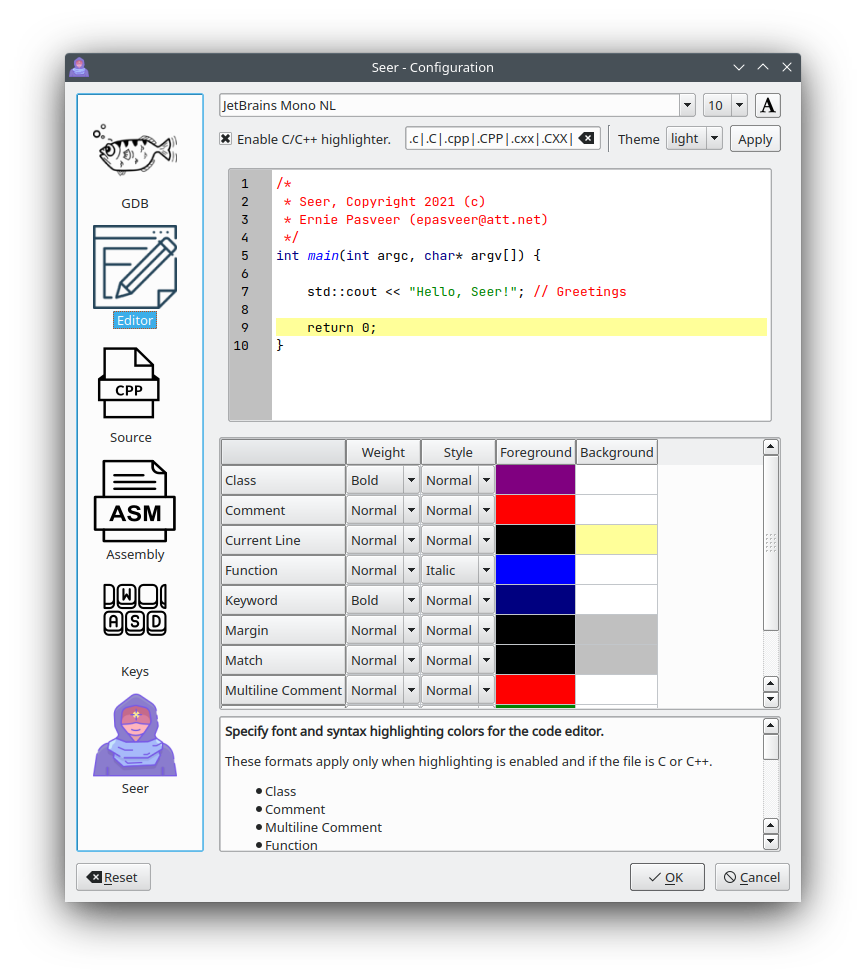 Seer - Configuration
GDB
Editor
CPP
Source
ASM
Assembly
W
A S D
Keys
Seer
JetBrains Mono NL 10 A
Enable C/C++ highlighter. .c|.C|.cpp|.CPP|.cxx|.CXX| Theme light Apply
1 /*
2 * Seer, Copyright 2021 (c)
3 * Ernie Pasveer (epasveer@att.net)
4 */
5 int main(int argc, char* argv[]) {
6
7 std::cout << "Hello, Seer!"; // Greetings
8
9 return 0;
10 }
Weight Style Foreground Background
Class Bold Normal
Comment Normal Normal
Current Line Normal Normal
Function Normal Italic
Keyword Bold Normal
Margin Normal Normal
Match Normal Normal
Multiline Comment Normal Normal
Specify font and syntax highlighting colors for the code editor.
These formats apply only when highlighting is enabled and if the file is C or C++.
• Class
• Comment
• Multiline Comment
• Function
Reset OK Cancel